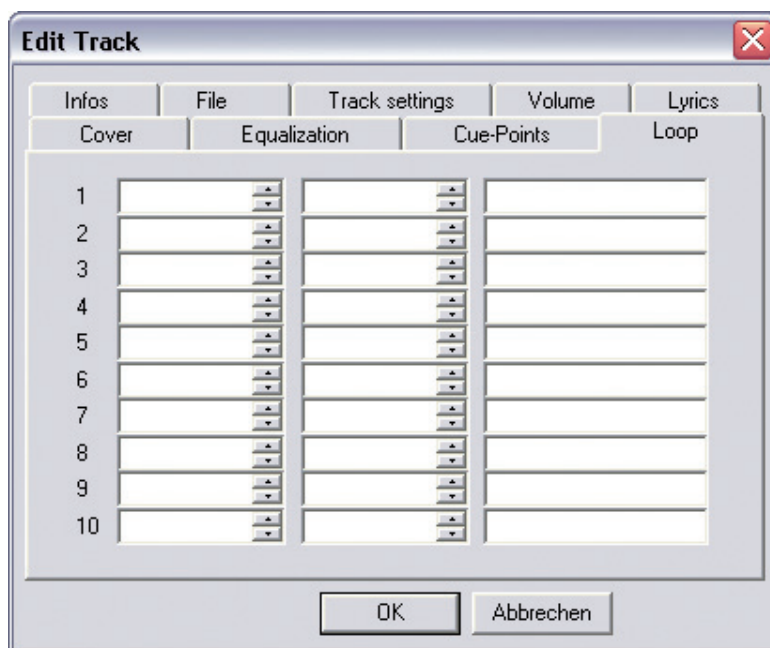 Edit Track
Infos File Track settings Volume Lyrics
Cover Equalization Cue-Points Loop
1
2
3
4
5
6
7
8
9
10
OK Abbrechen